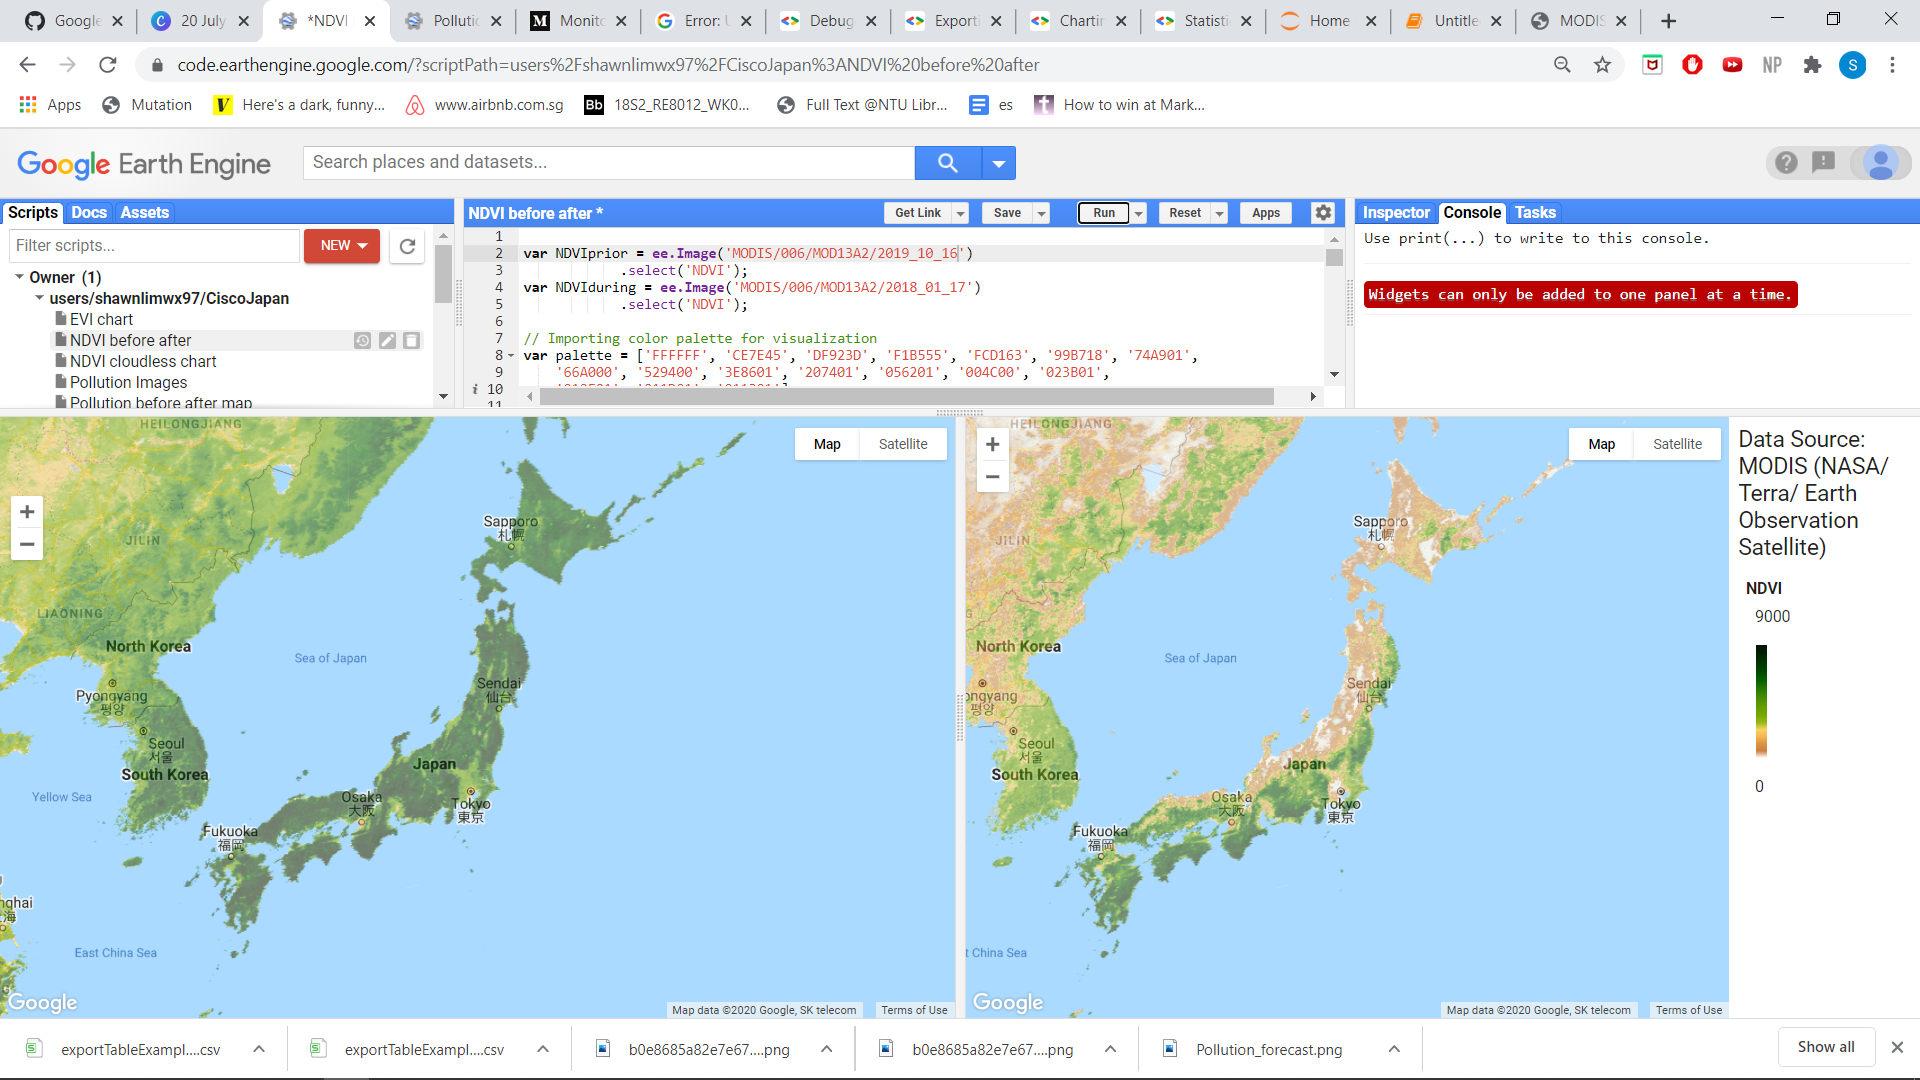 Google
20 July
*NDVI
Pollutic
Monito
Error: U
Debug
Exporti
Chartin
Statisti
Home
Untitle
MODIS
code.earthengine.google.com/?scriptPath=users%2Fshawnlimwx97%2FCiscoJapan%3ANDVI%20before%20after
NP
S
Apps
Mutation
Here's a dark, funny...
www.airbnb.com.sg
Bb
18S2_RE8012_WK0...
Full Text @NTU Libr...
es
How to win at Mark...
Google Earth Engine
Search places and datasets...
Scripts Docs Assets
NDVI before after *
Get Link
Save
Run
Reset
Apps
Inspector Console Tasks
Filter scripts...
NEW
Owner (1)
users/shawnlimwx97/CiscoJapan
EVI chart
NDVI before after
NDVI cloudless chart
Pollution Images
Pollution before after map
1
2 var NDVIprior = ee.Image('MODIS/006/MOD13A2/2019_10_16')
3 .select('NDVI');
4 var NDVIduring = ee.Image('MODIS/006/MOD13A2/2018_01_17')
5 .select('NDVI');
6
7 // Importing color palette for visualization
8 var palette = ['FFFFFF', 'CE7E45', 'DF923D', 'F1B555', 'FCD163', '99B718', '74A901',
9 '66A000', '529400', '3E8601', '207401', '056201', '004C00', '023B01',
10
11
Use print(...) to write to this console.
Widgets can only be added to one panel at a time.
Map Satellite
HEILONGJIANG
JILIN
LIAONING
Sapporo
札幌
North Korea
Sea of Japan
Pyongyang
평양
Sendai
仙台
Seoul
서울
South Korea
Japan
Yellow Sea
Osaka
大阪
Tokyo
東京
Fukuoka
福岡
nghai
海
East China Sea
Google
Map data ©2020 Google, SK telecom
Terms of Use
Map Satellite
HEILONGJIANG
JILIN
Sapporo
札幌
North Korea
Sea of Japan
ongyang
평양
Sendai
仙台
Seoul
서울
South Korea
Japan
Osaka
大阪
Tokyo
東京
Fukuoka
福岡
t China Sea
Google
Map data ©2020 Google, SK telecom
Terms of Use
Data Source:
MODIS (NASA/
Terra/ Earth
Observation
Satellite)
NDVI
9000
0
exportTableExampl....csv
exportTableExampl....csv
b0e8685a82e7e67....png
b0e8685a82e7e67....png
Pollution_forecast.png
Show all